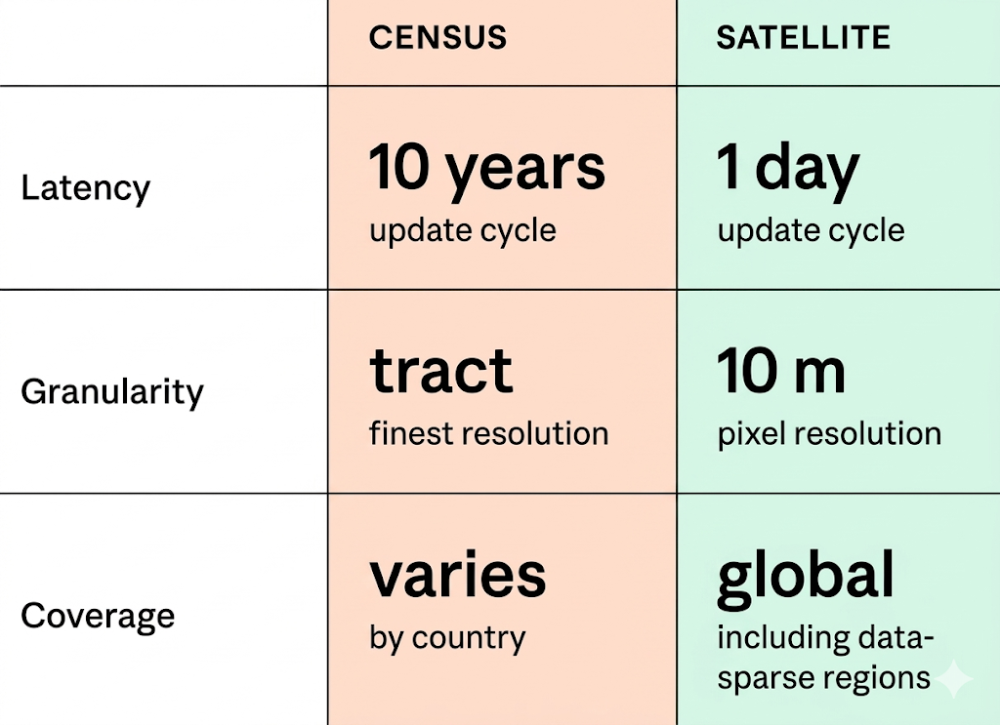 CENSUS SATELLITE
Latency
10 years
update cycle
1 day
update cycle
Granularity
tract
finest resolution
10 m
pixel resolution
Coverage
varies
by country
global
including data-
sparse regions